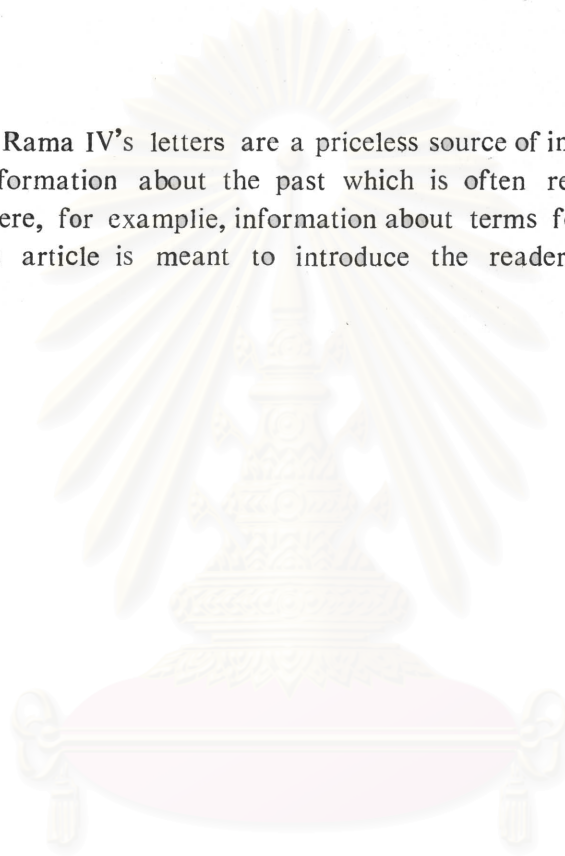 Rama IV's letters are a priceless source of in
formation about the past which is often re
ere, for examplie, information about terms f
article is meant to introduce the reader